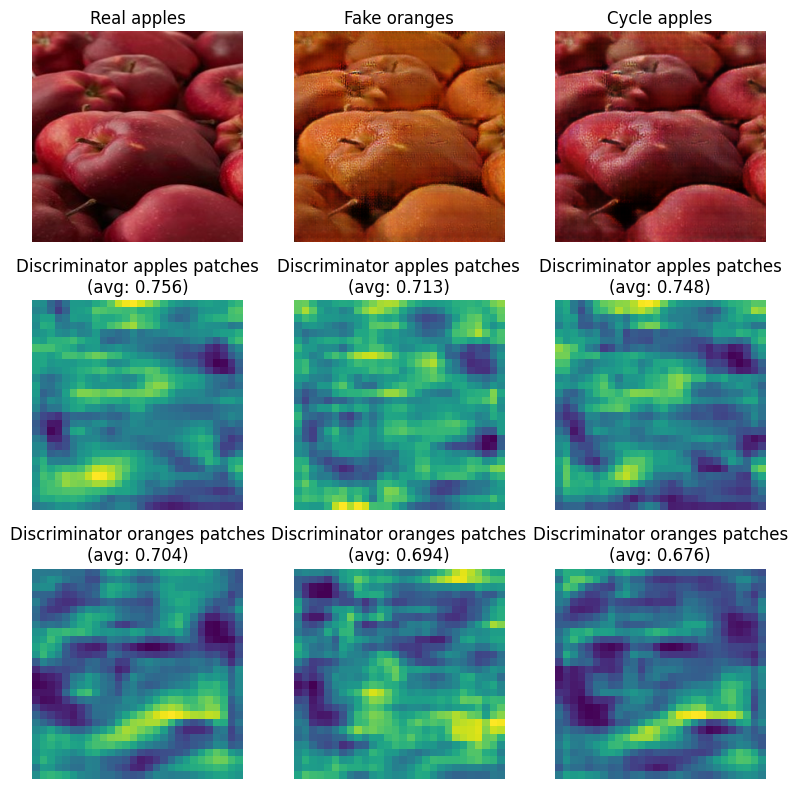 Real apples
Fake oranges
Cycle apples
Discriminator apples patches
(avg: 0.756)
Discriminator apples patches
(avg: 0.713)
Discriminator apples patches
(avg: 0.748)
Discriminator oranges patches
(avg: 0.704)
Discriminator oranges patches
(avg: 0.694)
Discriminator oranges patches
(avg: 0.676)